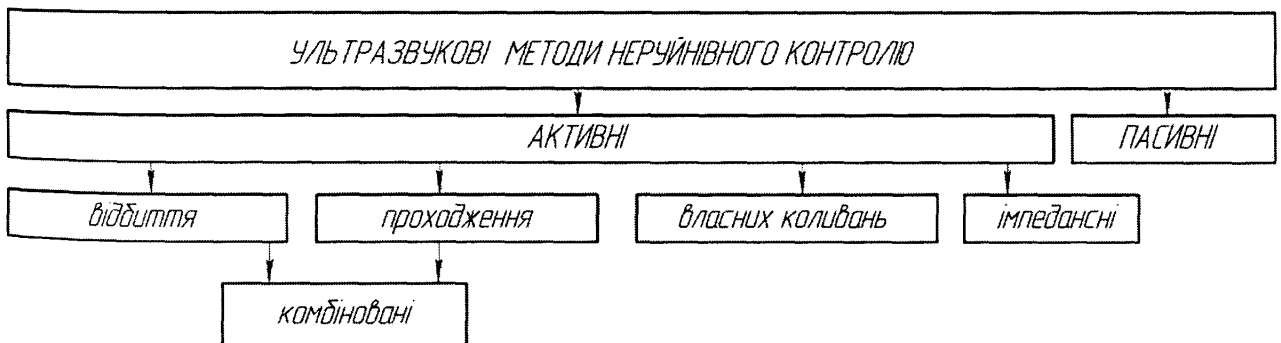 УЛЬТРАЗВУКОВІ МЕТОДИ НЕРУЙНІВНОГО КОНТРОЛЮ
АКТИВНІ
ПАСИВНІ
відбиття
проходження
власних коливань
імпедансні
комбіновані